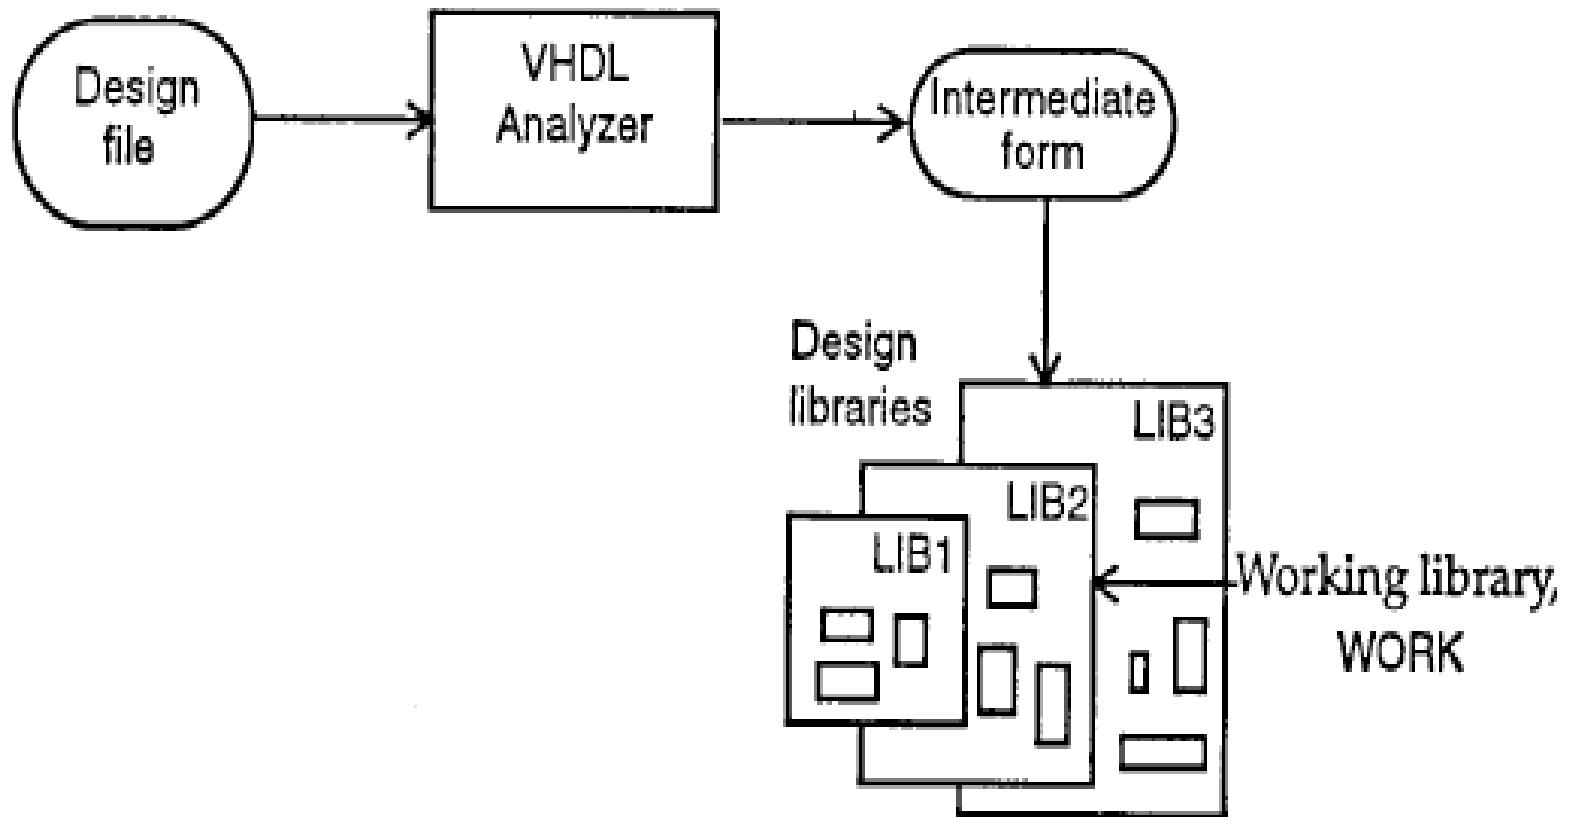 Design
file
VHDL
Analyzer
Intermediate
form
Design
libraries
LIB3
LIB2
LIB1
Working library,
WORK